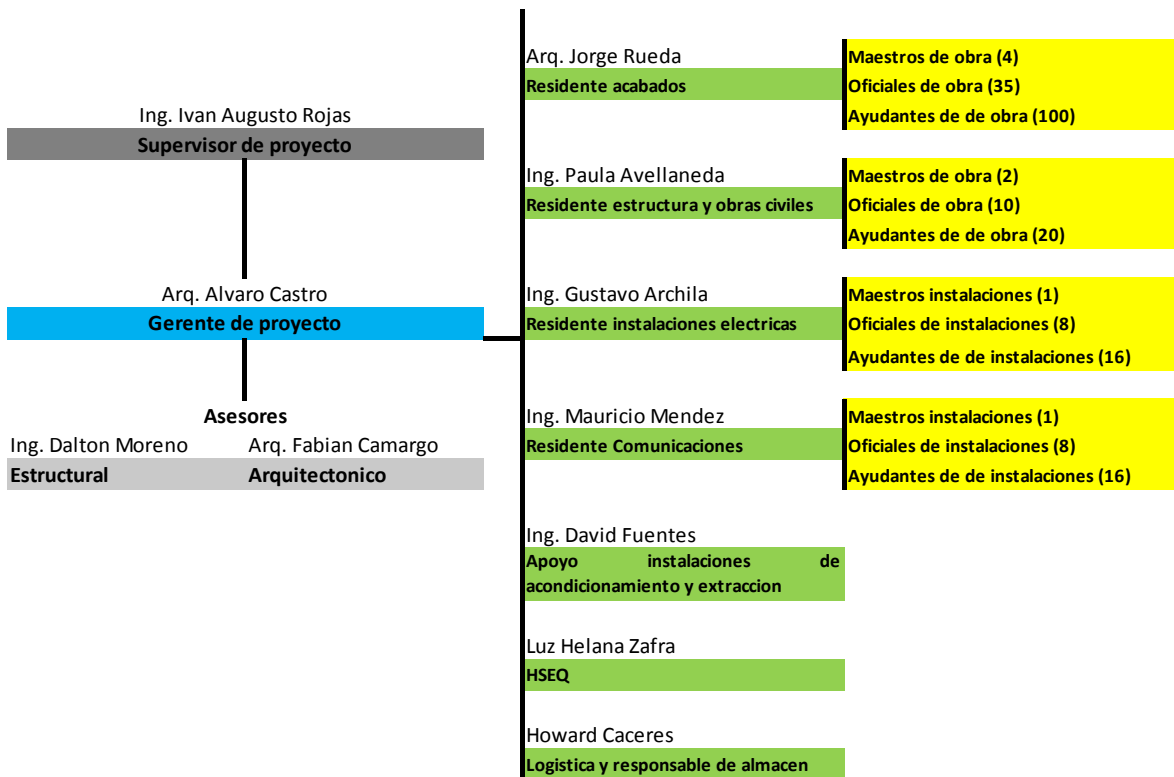 Ing. Ivan Augusto Rojas
Supervisor de proyecto
Arq. Alvaro Castro
Gerente de proyecto
Asesores
Ing. Dalton Moreno Arq. Fabian Camargo
Estructural Arquitectonico
Arq. Jorge Rueda
Residente acabados
Maestros de obra (4)
Oficiales de obra (35)
Ayudantes de de obra (100)
Ing. Paula Avellaneda
Residente estructura y obras civiles
Maestros de obra (2)
Oficiales de obra (10)
Ayudantes de de obra (20)
Ing. Gustavo Archila
Residente instalaciones electricas
Maestros instalaciones (1)
Oficiales de instalaciones (8)
Ayudantes de de instalaciones (16)
Ing. Mauricio Mendez
Residente Comunicaciones
Maestros instalaciones (1)
Oficiales de instalaciones (8)
Ayudantes de de instalaciones (16)
Ing. David Fuentes
Apoyo instalaciones de
acondicionamiento y extraccion
Luz Helana Zafra
HSEQ
Howard Caceres
Logistica y responsable de almacen